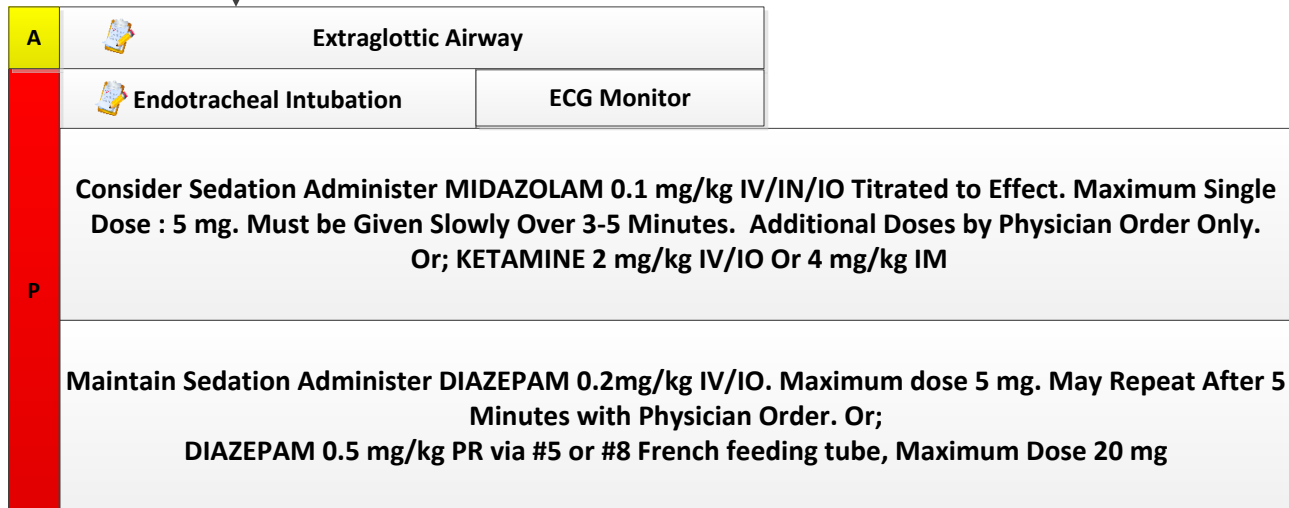 A
Extraglottic Airway
Endotracheal Intubation
ECG Monitor
P
Consider Sedation Administer MIDAZOLAM 0.1 mg/kg IV/IN/IO Titrated to Effect. Maximum Single
Dose : 5 mg. Must be Given Slowly Over 3-5 Minutes.  Additional Doses by Physician Order Only.
Or; KETAMINE 2 mg/kg IV/IO Or 4 mg/kg IM
Maintain Sedation Administer DIAZEPAM 0.2mg/kg IV/IO. Maximum dose 5 mg. May Repeat After 5
Minutes with Physician Order. Or;
DIAZEPAM 0.5 mg/kg PR via #5 or #8 French feeding tube, Maximum Dose 20 mg